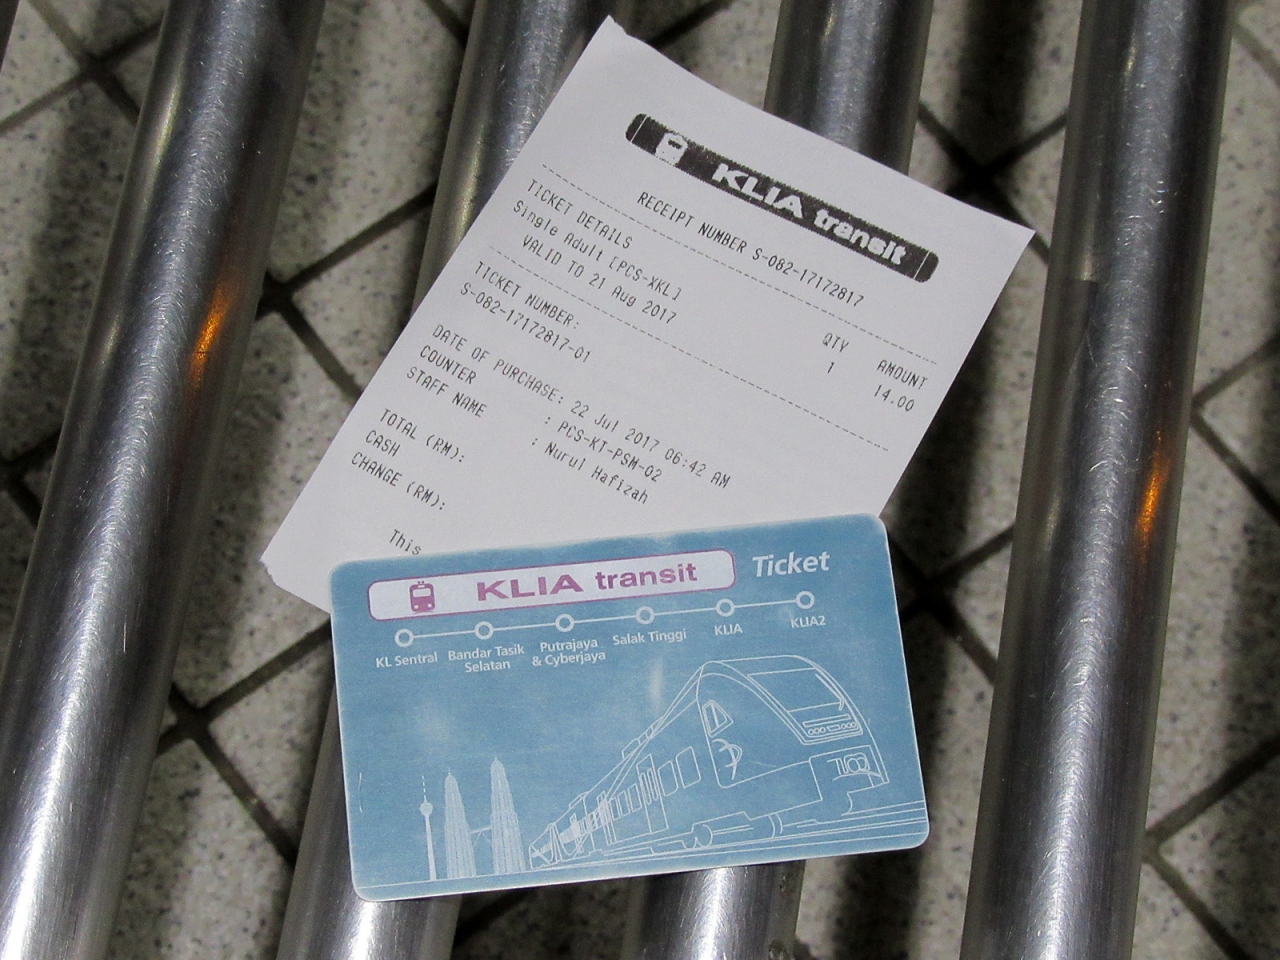 KLIA transit
RECEIPT NUMBER S-082-17172817
TICKET DETAILS QTY AMOUNT
Single Adult [PCS-XKL] 1 14.00
VALID TO 21 Aug 2017
TICKET NUMBER:
S-082-17172817-01
DATE OF PURCHASE: 22 Jul 2017 06:42 AM
COUNTER : PCS-KT-PSM-02
STAFF NAME : Nurul Hafizah
TOTAL (RM):
CASH
CHANGE (RM):
This
KLIA transit Ticket
KL Sentral
Bandar Tasik
Selatan
Putrajaya
& Cyberjaya
Salak Tinggi
KLIA
KLIA2